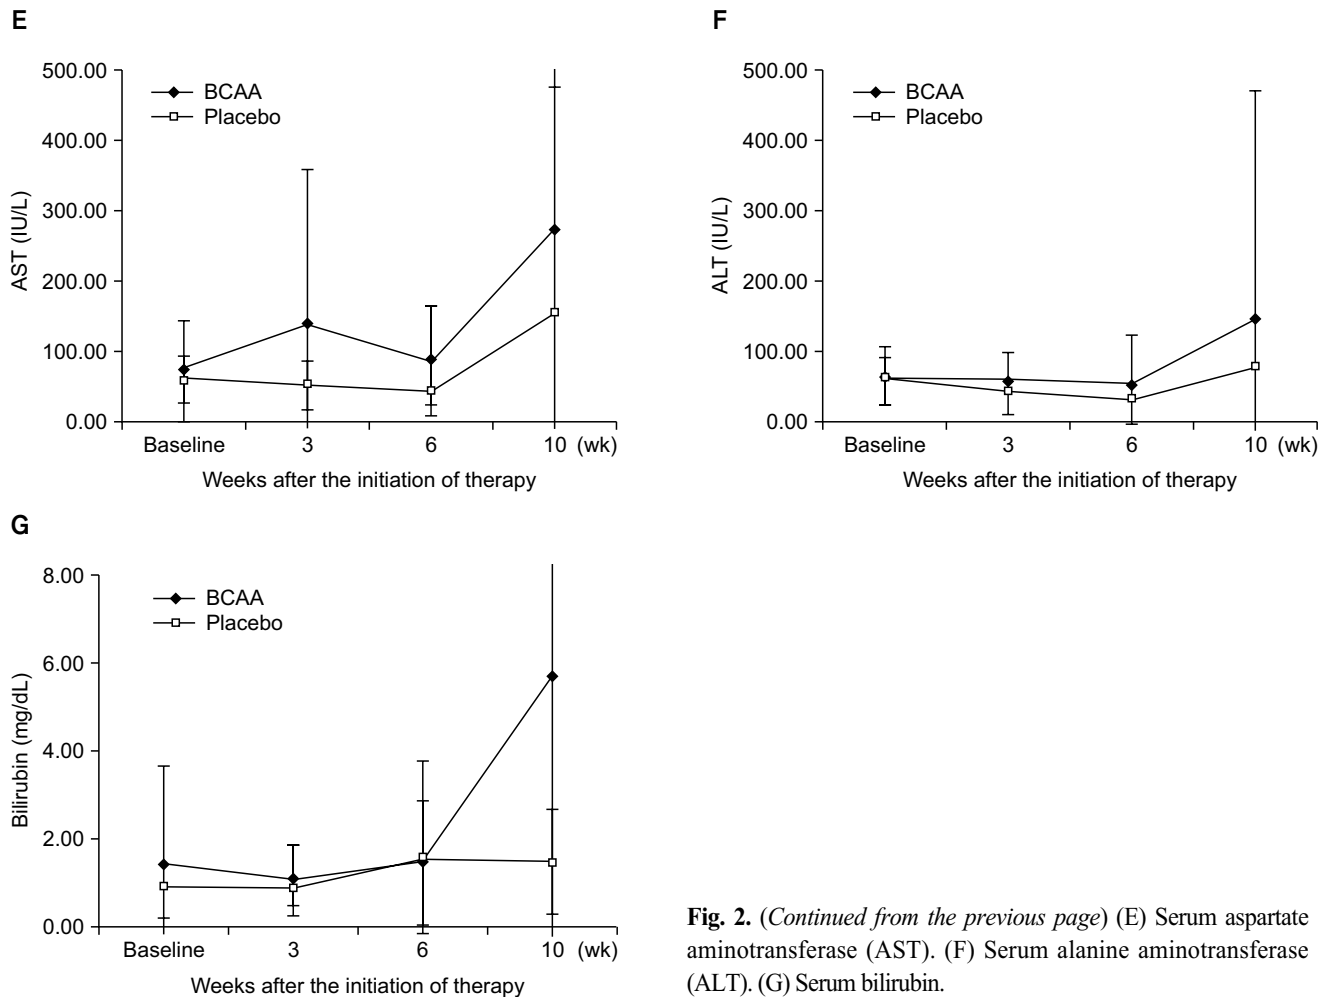 E
500.00
400.00
300.00
200.00
100.00
0.00
AST (IU/L)
BCAA
Placebo
Baseline 3 6 10 (wk)
Weeks after the initiation of therapy
F
500.00
400.00
300.00
200.00
100.00
0.00
ALT (IU/L)
BCAA
Placebo
Baseline 3 6 10 (wk)
Weeks after the initiation of therapy
G
8.00
6.00
4.00
2.00
0.00
Bilirubin (mg/dL)
BCAA
Placebo
Baseline 3 6 10 (wk)
Weeks after the initiation of therapy
Fig. 2. (Continued from the previous page) (E) Serum aspartate
aminotransferase (AST). (F) Serum alanine aminotransferase
(ALT). (G) Serum bilirubin.